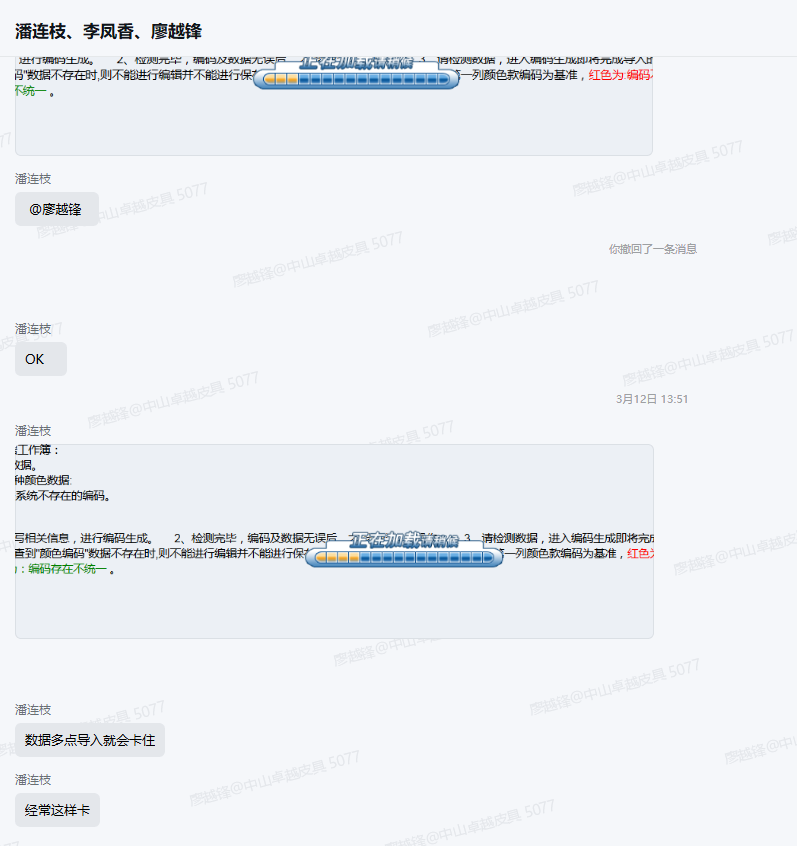 潘连枝、李凤香、廖越锋
进行编码生成。 2、检测完毕，编码及数据无误后
正在加载请稍候
3、请检测数据，进入编码生成即将完成导入的
码"数据不存在时,则不能进行编辑并不能进行保存
第一列颜色款编码为基准，红色为:编码不
不统一 。
潘连枝
@廖越锋
你撤回了一条消息
潘连枝
OK
3月12日 13:51
潘连枝
工作簿：
数据。
种颜色数据:
系统不存在的编码。
写相关信息，进行编码生成。 2、检测完毕，编码及数据无误后
正在加载请稍候
3、请检测数据，进入编码生成即将完成
直到"颜色编码"数据不存在时,则不能进行编辑并不能进行保存
第一列颜色款编码为基准，红色为
：编码存在不统一 。
潘连枝
数据多点导入就会卡住
潘连枝
经常这样卡
廖越锋@中山卓越皮具 5077